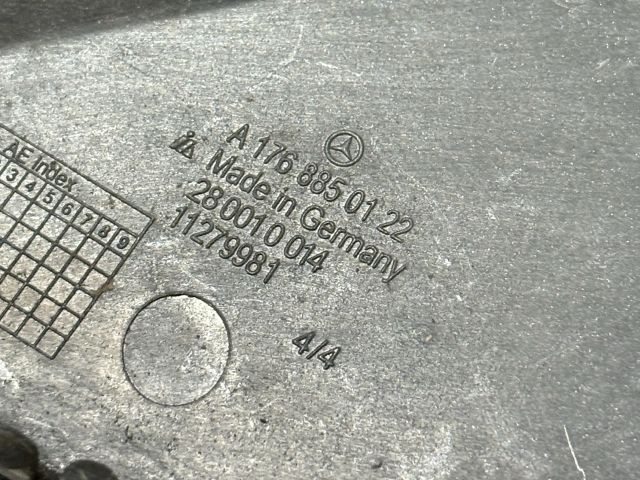 A 176 885 01 22
Made in Germany
28 0010 014
11279981
4/4
AE Index
3 4 5 6 7 8 9